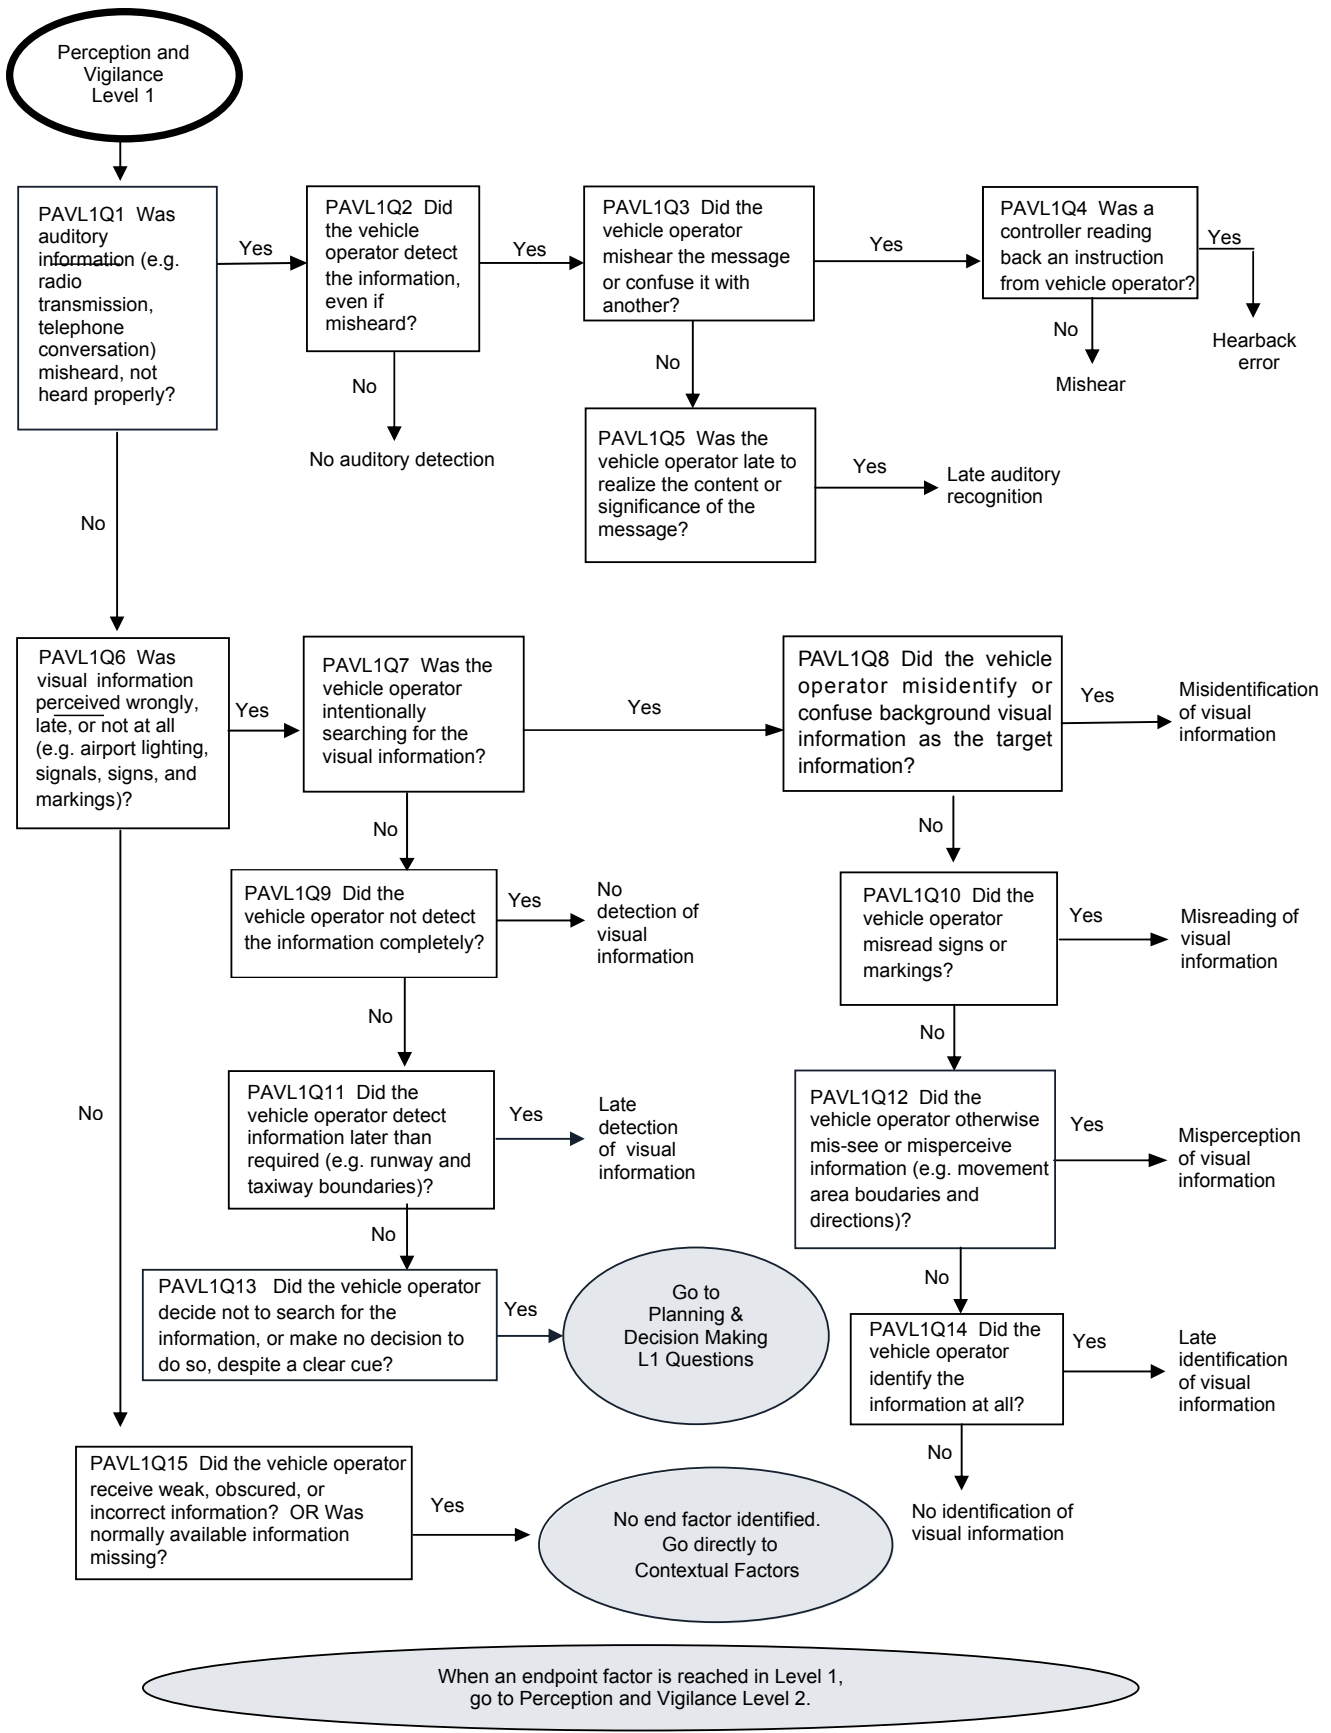 Perception and
Vigilance
Level 1
PAVL1Q1 Was
auditory
information (e.g.
radio
transmission,
telephone
conversation)
misheard, not
heard properly?
Yes
PAVL1Q2 Did
the vehicle
operator detect
the information,
even if
misheard?
Yes
PAVL1Q3 Did the
vehicle operator
mishear the message
or confuse it with
another?
Yes
PAVL1Q4 Was a
controller reading
back an instruction
from vehicle operator?
Yes
Hearback
error
No
Mishear
No
No auditory detection
No
PAVL1Q5 Was the
vehicle operator late to
realize the content or
significance of the
message?
Yes
Late auditory
recognition
No
PAVL1Q6 Was
visual information
perceived wrongly,
late, or not at all
(e.g. airport lighting,
signals, signs, and
markings)?
Yes
PAVL1Q7 Was the
vehicle operator
intentionally
searching for the
visual information?
Yes
PAVL1Q8 Did the vehicle
operator misidentify or
confuse background visual
information as the target
information?
Yes
Misidentification
of visual
information
No
No
PAVL1Q9 Did the
vehicle operator not detect
the information completely?
Yes
No
detection of
visual
information
PAVL1Q10 Did the
vehicle operator
misread signs or
markings?
Yes
Misreading of
visual
information
No
No
PAVL1Q11 Did the
vehicle operator detect
information later than
required (e.g. runway and
taxiway boundaries)?
Yes
Late
detection
of visual
information
PAVL1Q12 Did the
vehicle operator otherwise
mis-see or misperceive
information (e.g. movement
area boudaries and
directions)?
Yes
Misperception
of visual
information
No
No
No
PAVL1Q13 Did the vehicle operator
decide not to search for the
information, or make no decision to
do so, despite a clear cue?
Yes
Go to
Planning &
Decision Making
L1 Questions
PAVL1Q14 Did the
vehicle operator
identify the
information at all?
Yes
Late
identification
of visual
information
No
No identification of
visual information
PAVL1Q15 Did the vehicle operator
receive weak, obscured, or
incorrect information? OR Was
normally available information
missing?
Yes
No end factor identified.
Go directly to
Contextual Factors
When an endpoint factor is reached in Level 1,
go to Perception and Vigilance Level 2.